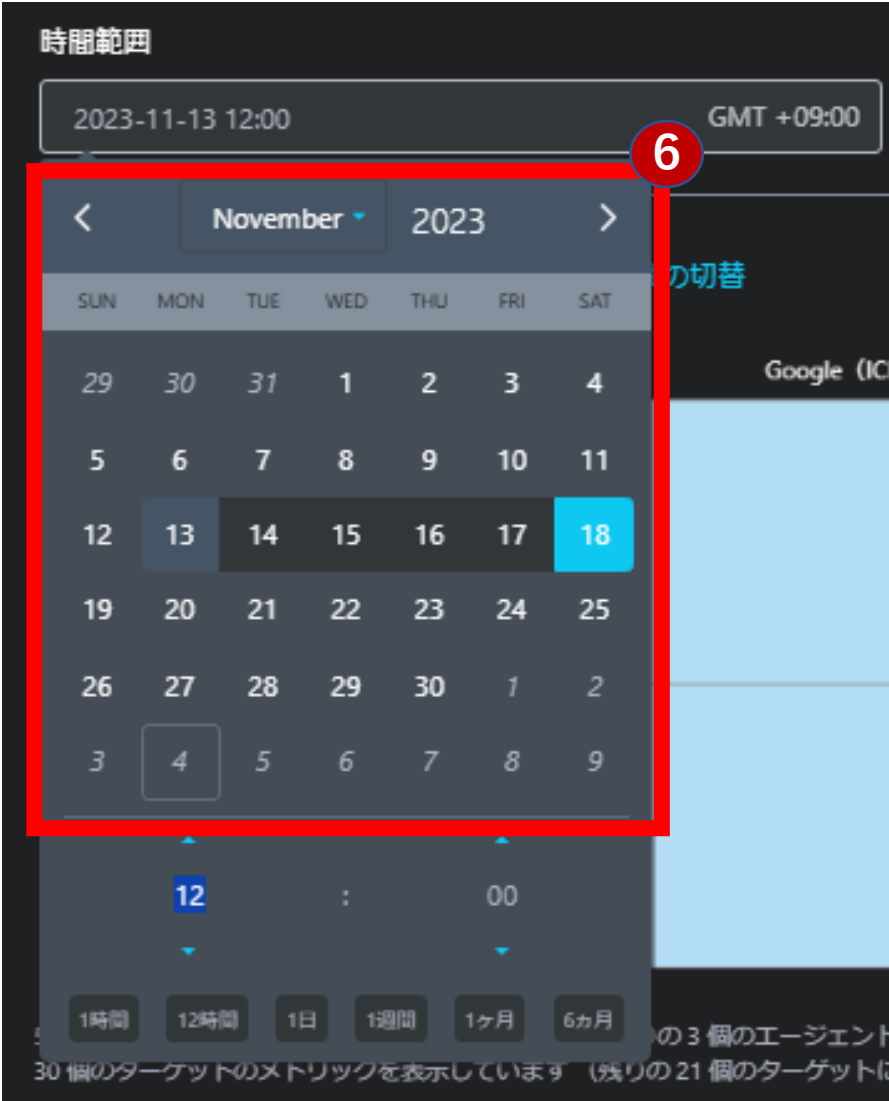 時間範囲
2023-11-13 12:00 GMT +09:00
6
November 2023
の切替
SUN MON TUE WED THU FRI SAT
Google (IC
29 30 31 1 2 3 4
5 6 7 8 9 10 11
12 13 14 15 16 17 18
19 20 21 22 23 24 25
26 27 28 29 30 1 2
3 4 5 6 7 8 9
12 : 00
1時間 12時間 1日 1週間 1ヶ月 6カ月
の 3 個のエージェント
30 個のターゲットのメトリックを表示しています (残りの 21 個のターゲットに